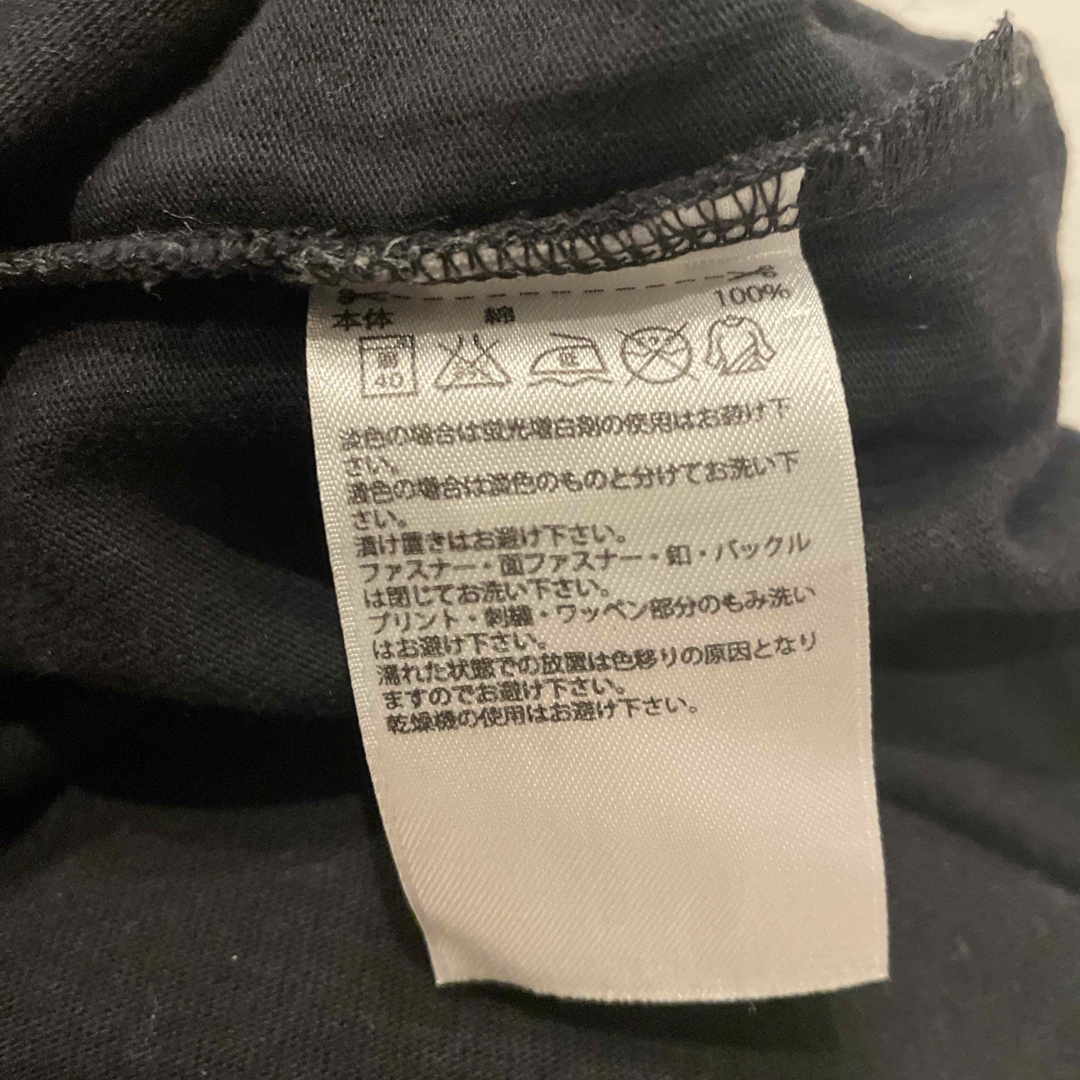 本体 綿 100%
40 低
淡色の場合は蛍光増白剤の使用はお避け下
さい。
濃色の場合は淡色のものと分けてお洗い下
さい。
漬け置きはお避け下さい。
ファスナー・面ファスナー・釦・バックル
は閉じてお洗い下さい。
プリント・刺繍・ワッペン部分のもみ洗い
はお避け下さい。
濡れた状態での放置は色移りの原因となり
ますのでお避け下さい。
乾燥機の使用はお避け下さい。